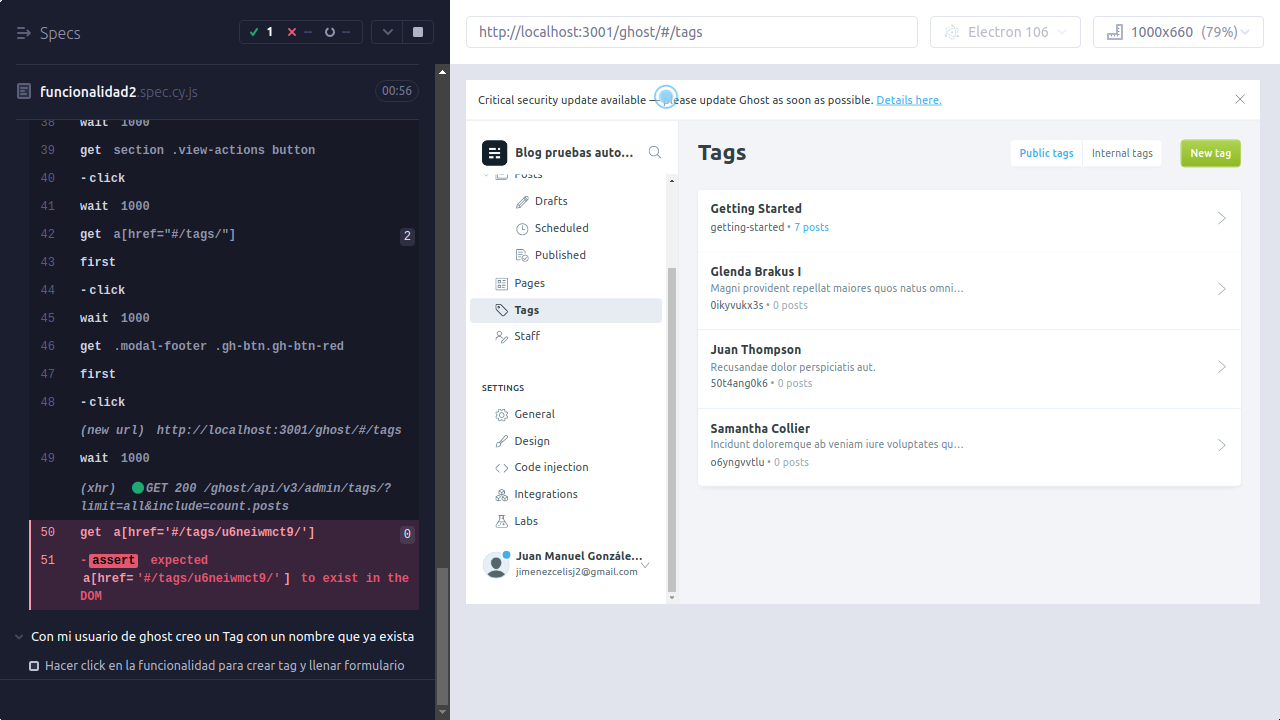 Specs
1
--
--
funcionalidad2.spec.cy.js
00:56
38 wait 1000
39 get section .view-actions button
40 -click
41 wait 1000
42 get a[href="#/tags/"] 2
43 first
44 -click
45 wait 1000
46 get .modal-footer .gh-btn.gh-btn-red
47 first
48 -click
(new url) http://localhost:3001/ghost/#/tags
49 wait 1000
(xhr) GET 200 /ghost/api/v3/admin/tags/?
limit=all&include=count.posts
50 get a[href='#/tags/u6neiwmct9/'] 0
51 -assert expected
a[href='#/tags/u6neiwmct9/'] to exist in the
DOM
Con mi usuario de ghost creo un Tag con un nombre que ya exista
Hacer click en la funcionalidad para crear tag y llenar formulario
http://localhost:3001/ghost/#/tags
Electron 106
1000x660 (79%)
Critical security update available — please update Ghost as soon as possible. Details here.
Blog pruebas auto...
Posts
Drafts
Scheduled
Published
Pages
Tags
Staff
SETTINGS
General
Design
Code injection
Integrations
Labs
Juan Manuel Gonzále...
jimenezcelisj2@gmail.com
Tags
Public tags
Internal tags
New tag
Getting Started
getting-started • 7 posts
Glenda Brakus I
Magni provident repellat maiores quos natus omni...
0ikyvukx3s • 0 posts
Juan Thompson
Recusandae dolor perspiciatis aut.
50t4ang0k6 • 0 posts
Samantha Collier
Incidunt doloremque ab veniam iure voluptates qu...
o6yngvvtlu • 0 posts